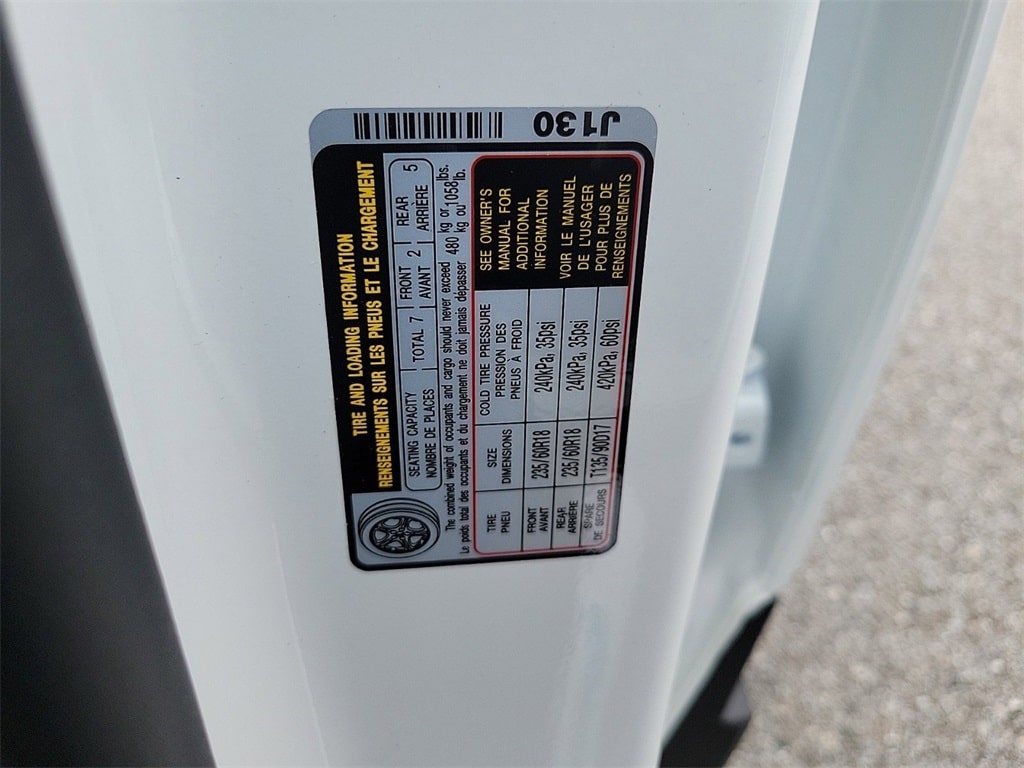 J130
TIRE AND LOADING INFORMATION
RENSEIGNEMENTS SUR LES PNEUS ET LE CHARGEMENT
SEATING CAPACITY
NOMBRE DE PLACES
TOTAL 7
FRONT
AVANT
2
REAR
ARRIÈRE
5
The combined weight of occupants and cargo should never exceed 480 kg or 1058 lbs.
Le poids total des occupants et du chargement ne doit jamais dépasser 480 kg ou 1058 lb.
TIRE
PNEU
SIZE
DIMENSIONS
COLD TIRE PRESSURE
PRESSION DES
PNEUS À FROID
SEE OWNER'S
MANUAL FOR
ADDITIONAL
INFORMATION
VOIR LE MANUEL
DE L'USAGER
POUR PLUS DE
RENSEIGNEMENTS
FRONT
AVANT
235/60R18
240kPa, 35psi
REAR
ARRIÈRE
235/60R18
240kPa, 35psi
SPARE
DE SECOURS
T135/90D17
420kPa, 60psi